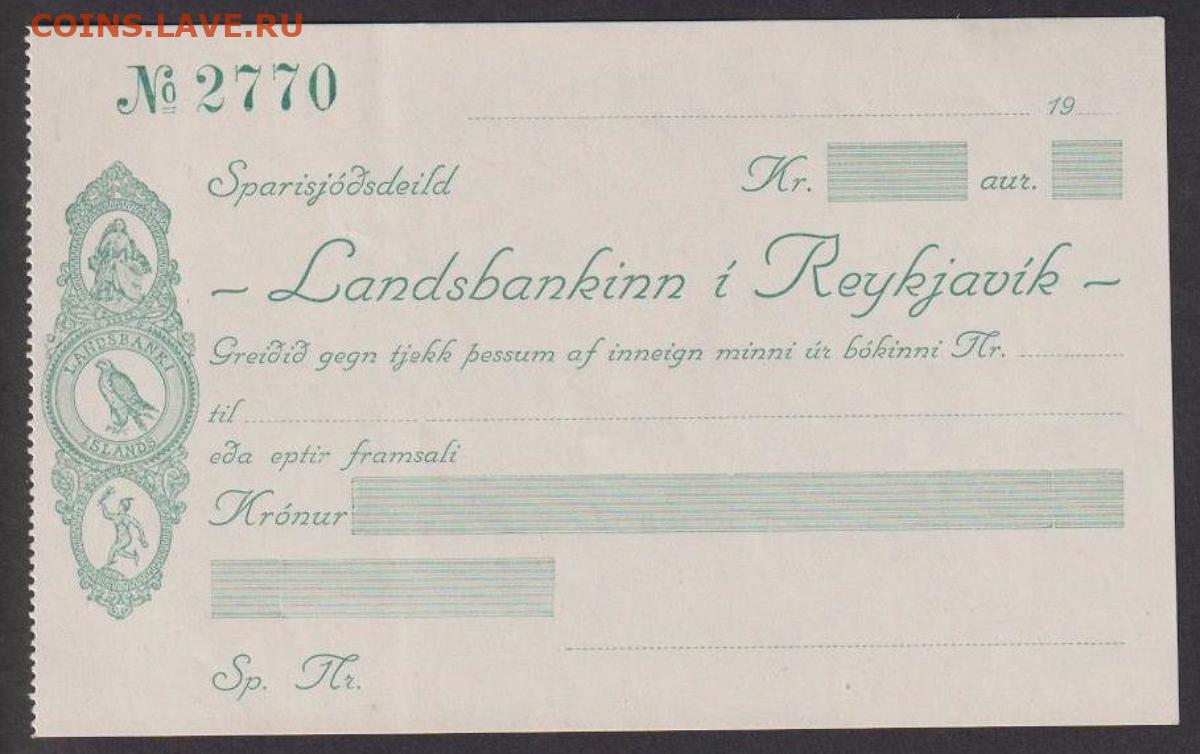 COINS.LAVE.RU
No 2770
19
Sparisjóðsdeild Kr. aur.
– Landsbankinn í Reykjavík –
Greiðið gegn tjekk þessum af inneign minni úr bókinni Nr.
til
eða eptir framsali
Krónur
Sp. Nr.
LANDSBANKI
ÍSLANDS